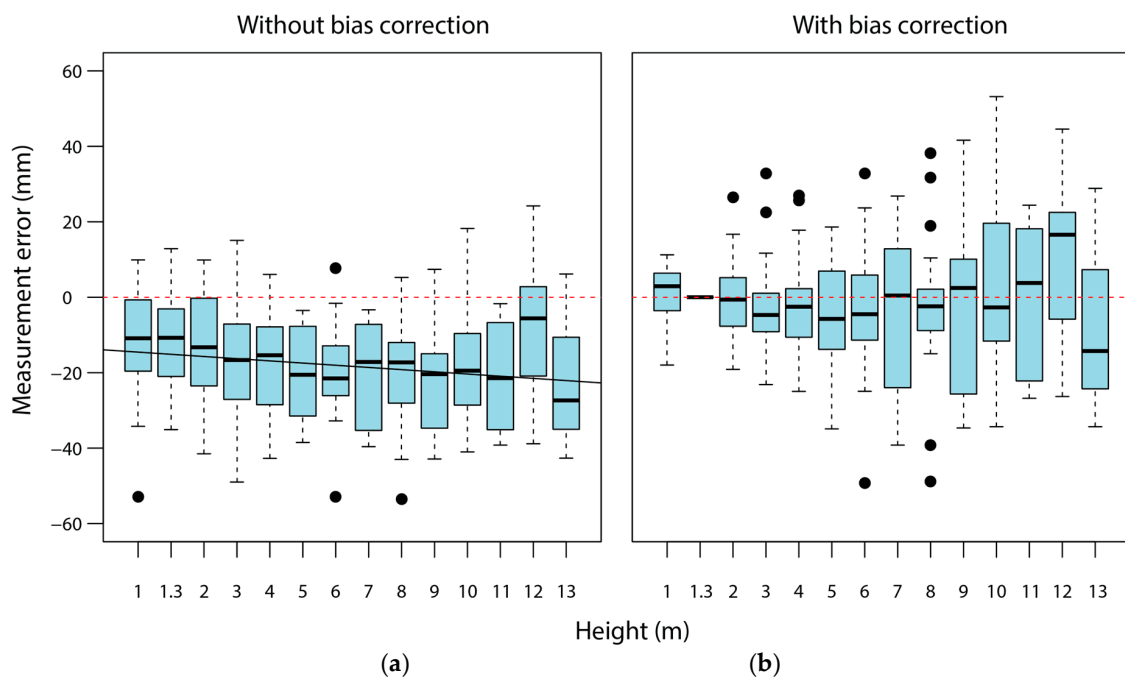 Without bias correction
With bias correction
Measurement error (mm)
60
40
20
0
−20
−40
−60
1 1.3 2 3 4 5 6 7 8 9 10 11 12 13
1 1.3 2 3 4 5 6 7 8 9 10 11 12 13
Height (m)
(a)
(b)